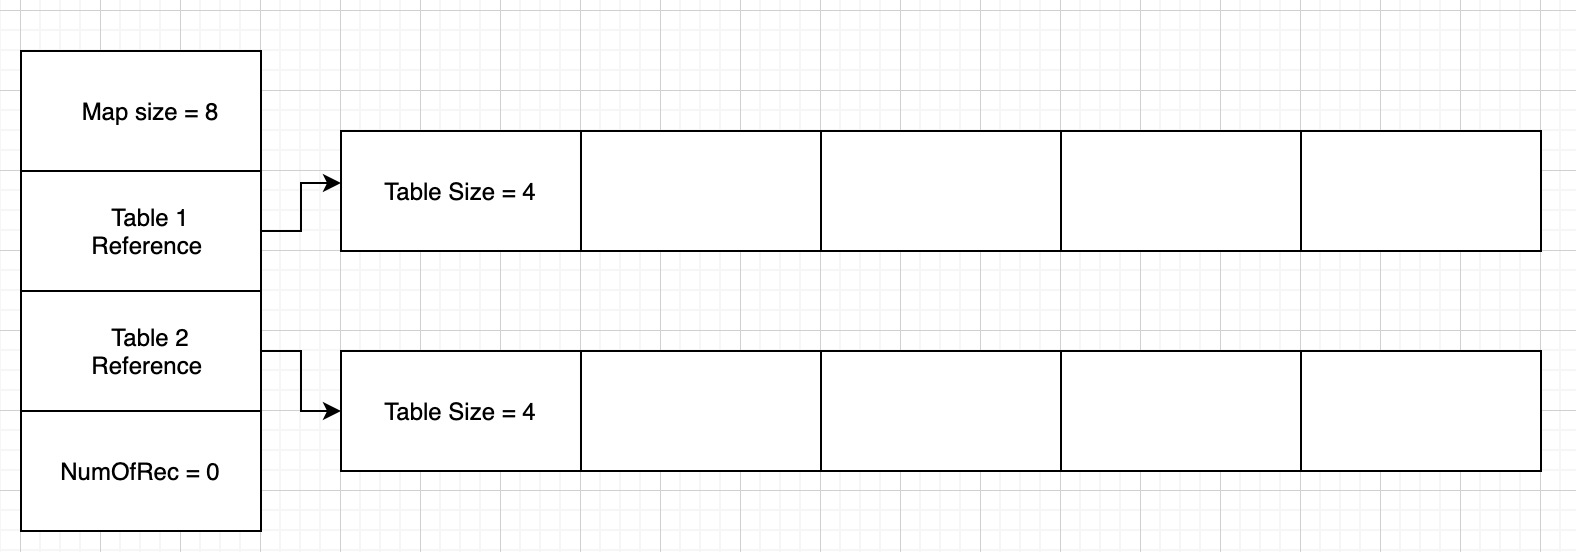 Map size = 8
Table 1
Reference
Table 2
Reference
NumOfRec = 0
Table Size = 4
Table Size = 4